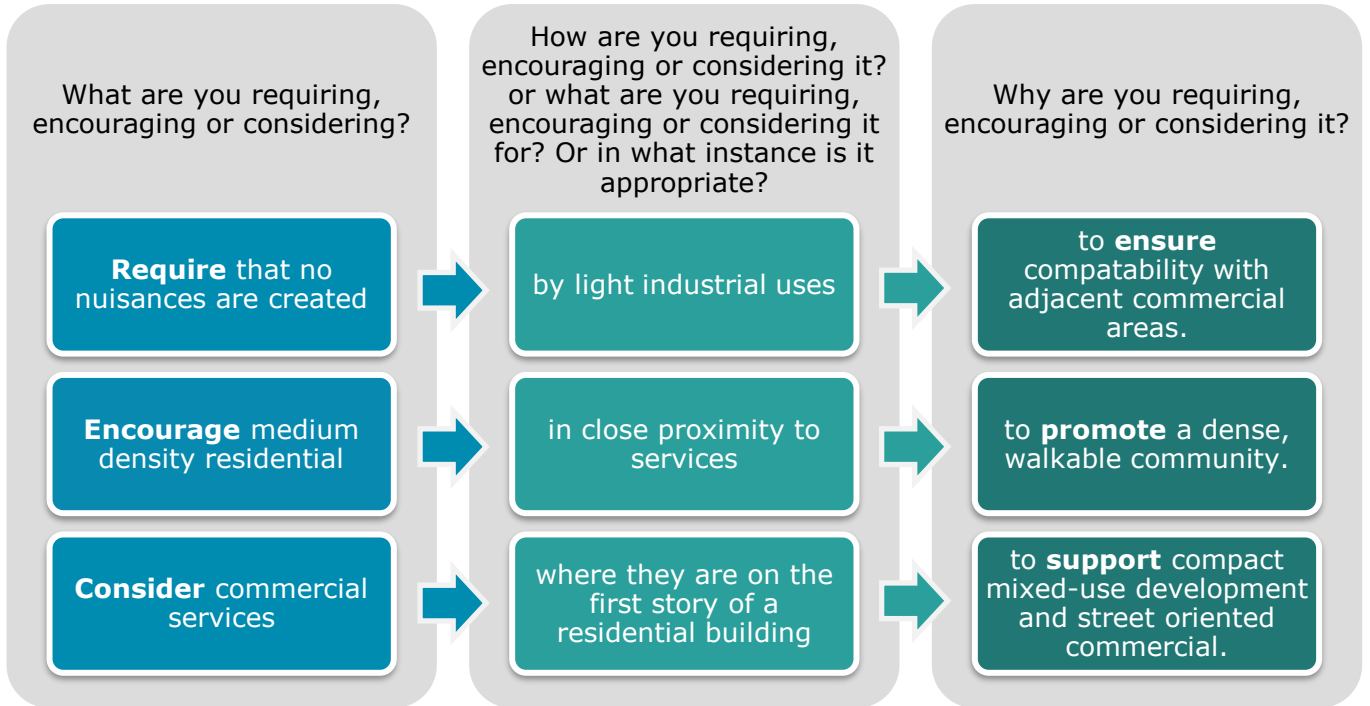 What are you requiring,
encouraging or considering?
How are you requiring,
encouraging or considering it?
or what are you requiring,
encouraging or considering it
for? Or in what instance is it
appropriate?
Why are you requiring,
encouraging or considering it?
Require that no
nuisances are created
by light industrial uses
to ensure
compatability with
adjacent commercial
areas.
Encourage medium
density residential
in close proximity to
services
to promote a dense,
walkable community.
Consider commercial
services
where they are on the
first story of a
residential building
to support compact
mixed-use development
and street oriented
commercial.